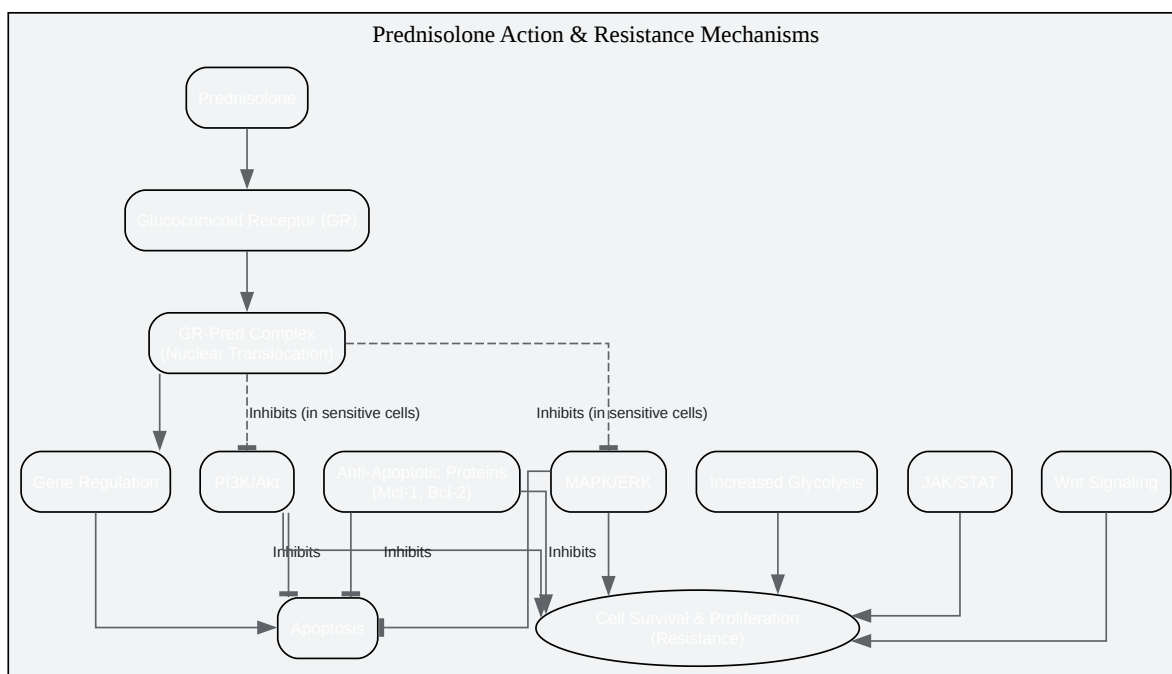 Prednisolone Action & Resistance Mechanisms
Prednisolone
Glucocorticoid Receptor (GR)
GR-Pred Complex
(Nuclear Translocation)
Inhibits (in sensitive cells)
Inhibits (in sensitive cells)
Gene Regulation
PI3K/Akt
Anti-Apoptotic Proteins
(Mcl-1, Bcl-2)
MAPK/ERK
Increased Glycolysis
JAK/STAT
Wnt Signaling
Inhibits
Inhibits
Inhibits
Apoptosis
Cell Survival & Proliferation
(Resistance)